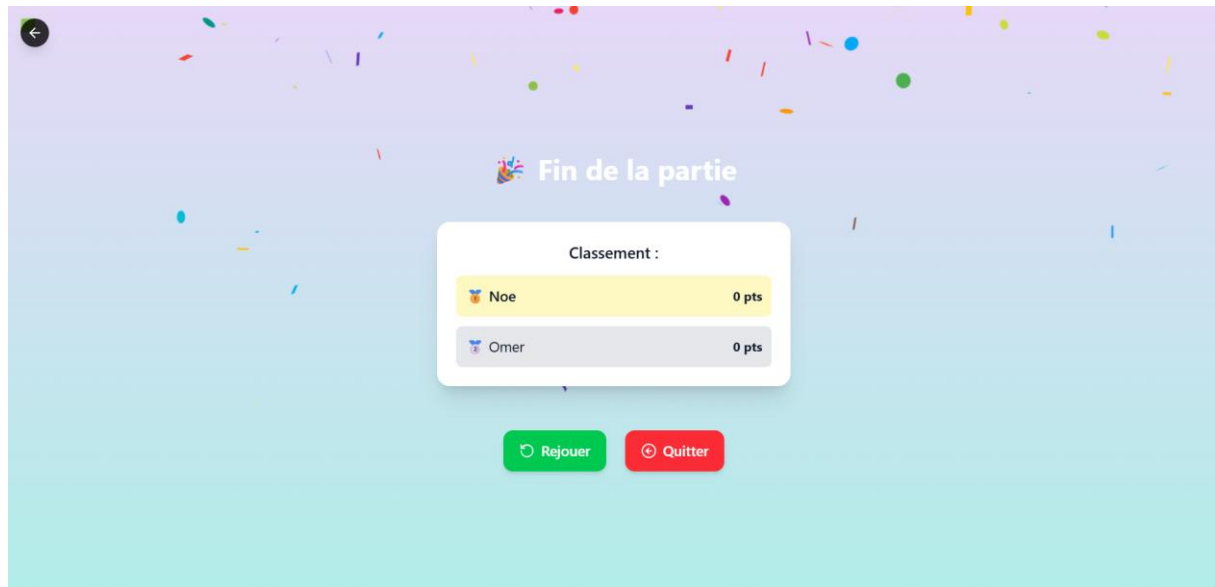 🎉 Fin de la partie
Classement :
🥇 Noe 0 pts
🥈 Omer 0 pts
Rejouer Quitter